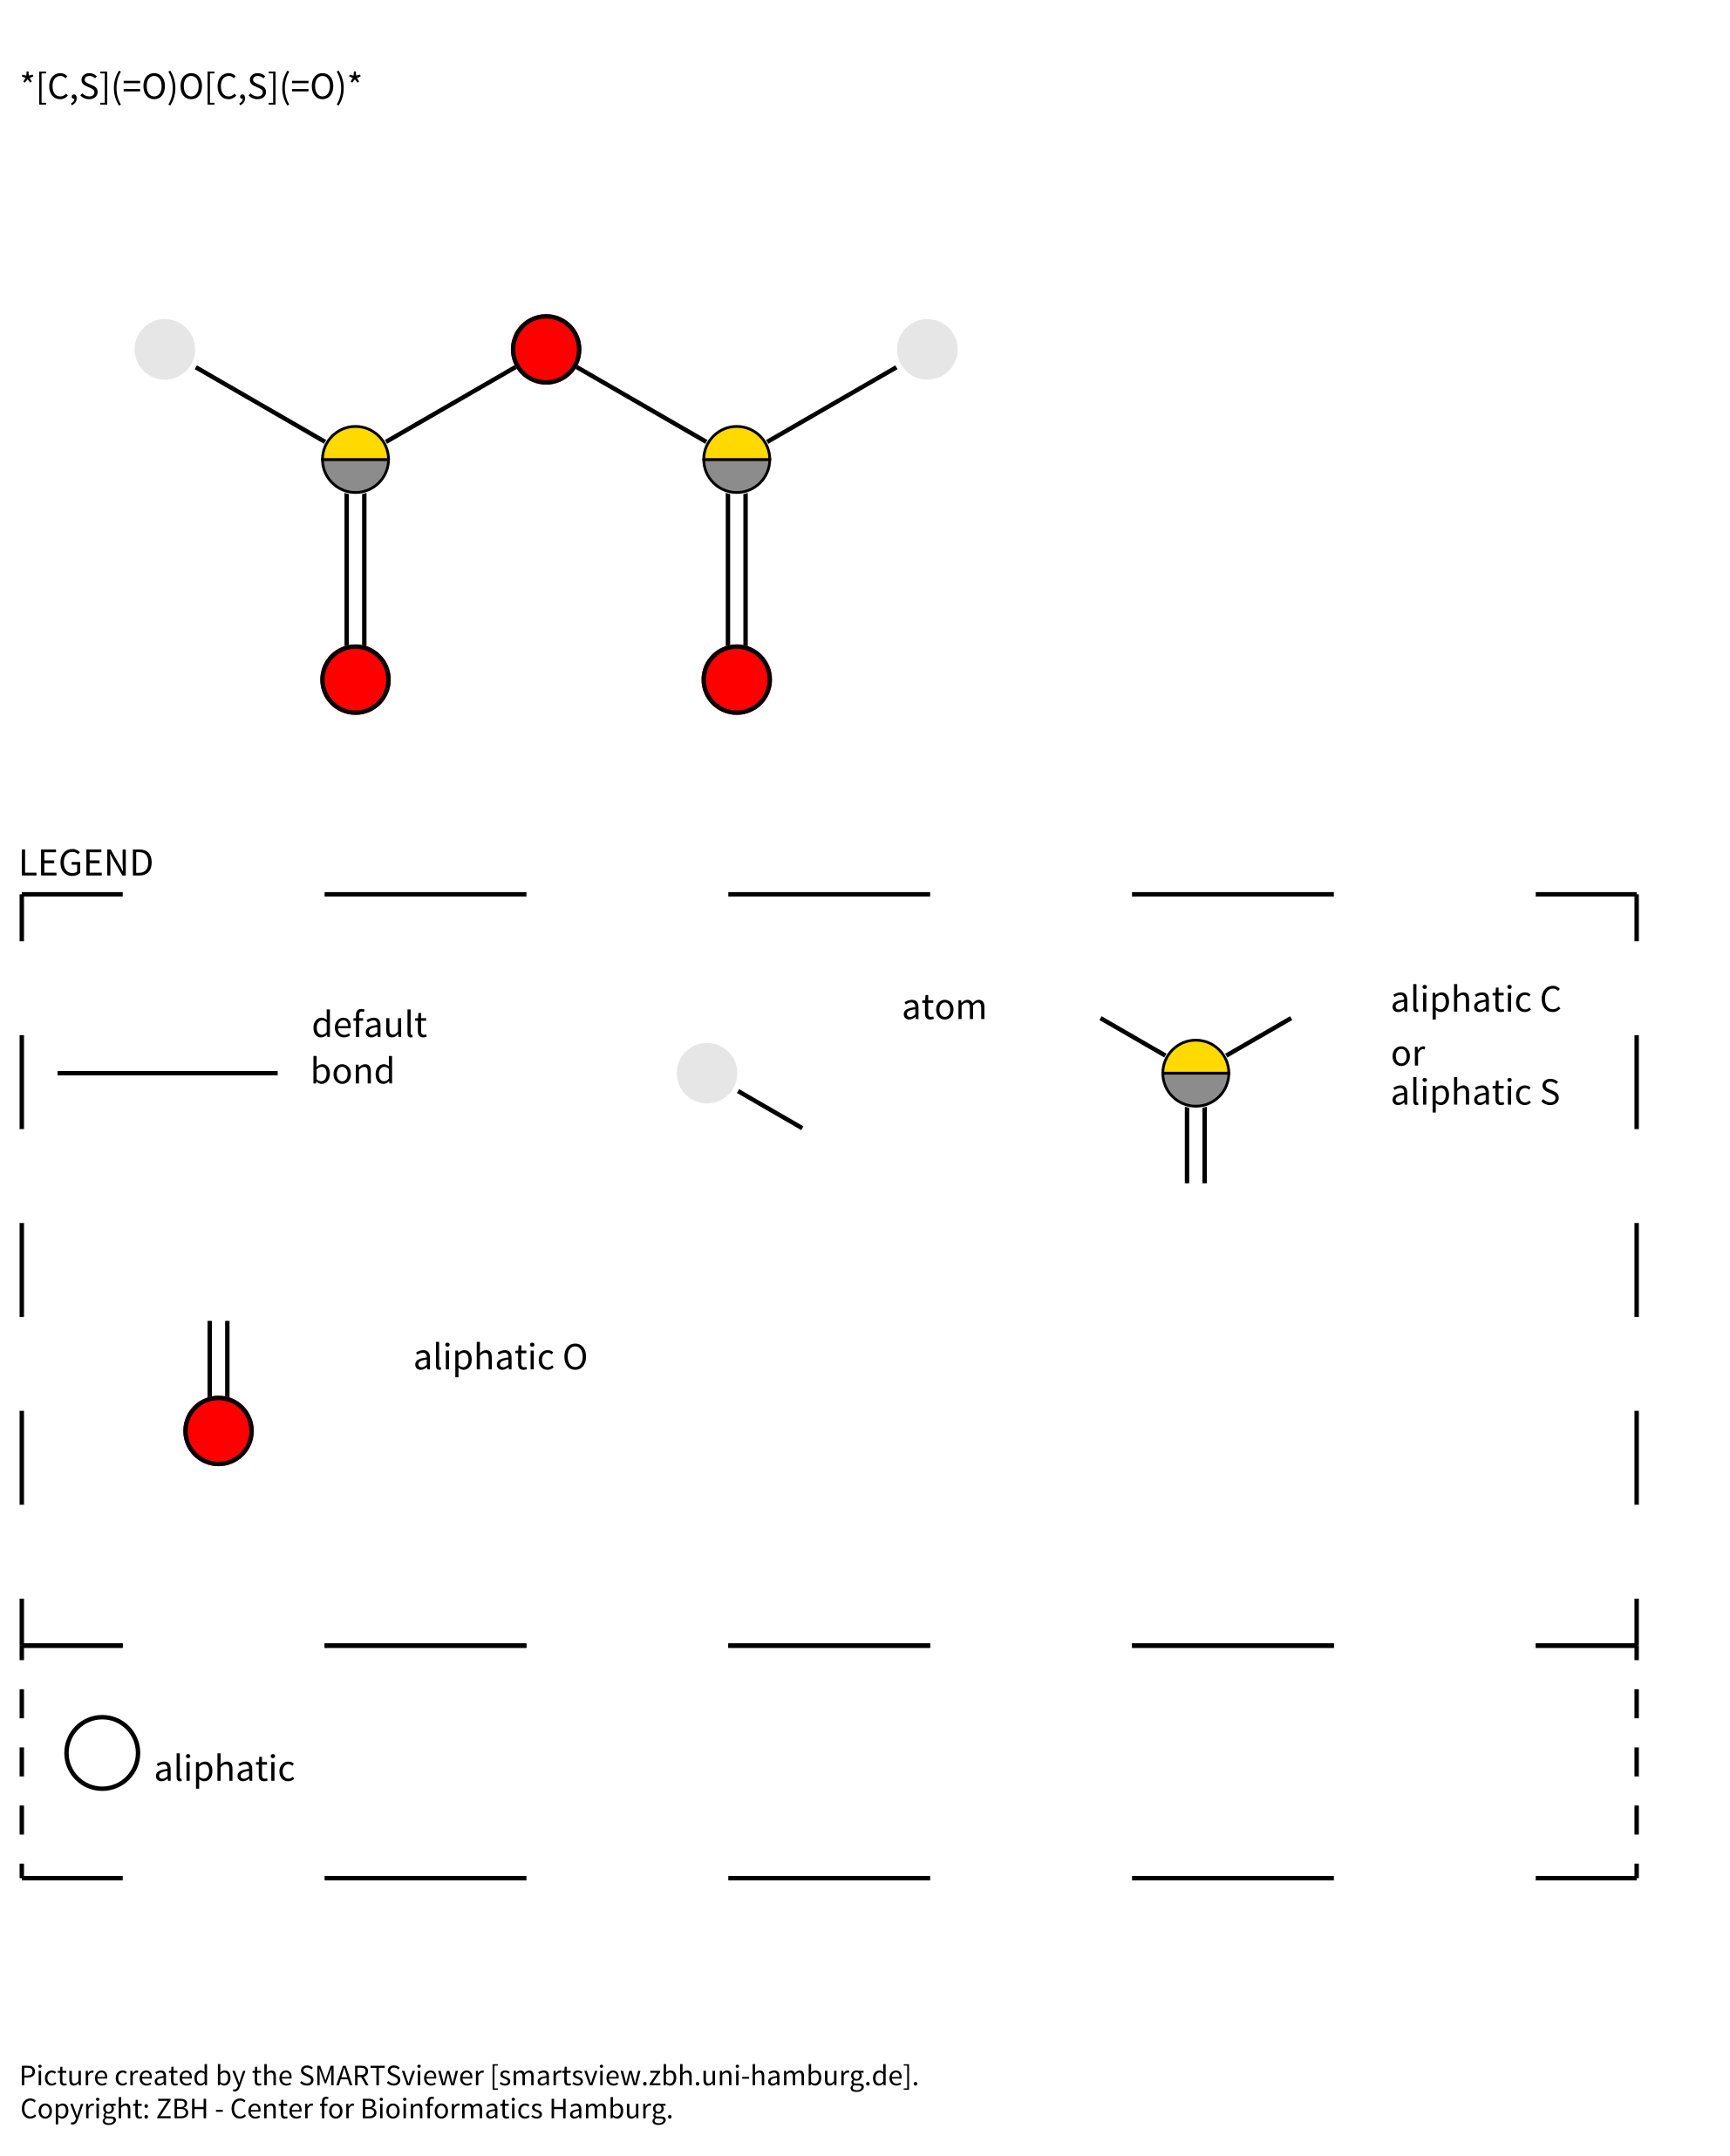 *[C,S](=O)O[C,S](=O)*
LEGEND
default
bond
atom
aliphatic C
or
aliphatic S
aliphatic O
aliphatic
Picture created by the SMARTSviewer [smartsview.zbh.uni-hamburg.de].
Copyright: ZBH - Center for Bioinformatics Hamburg.